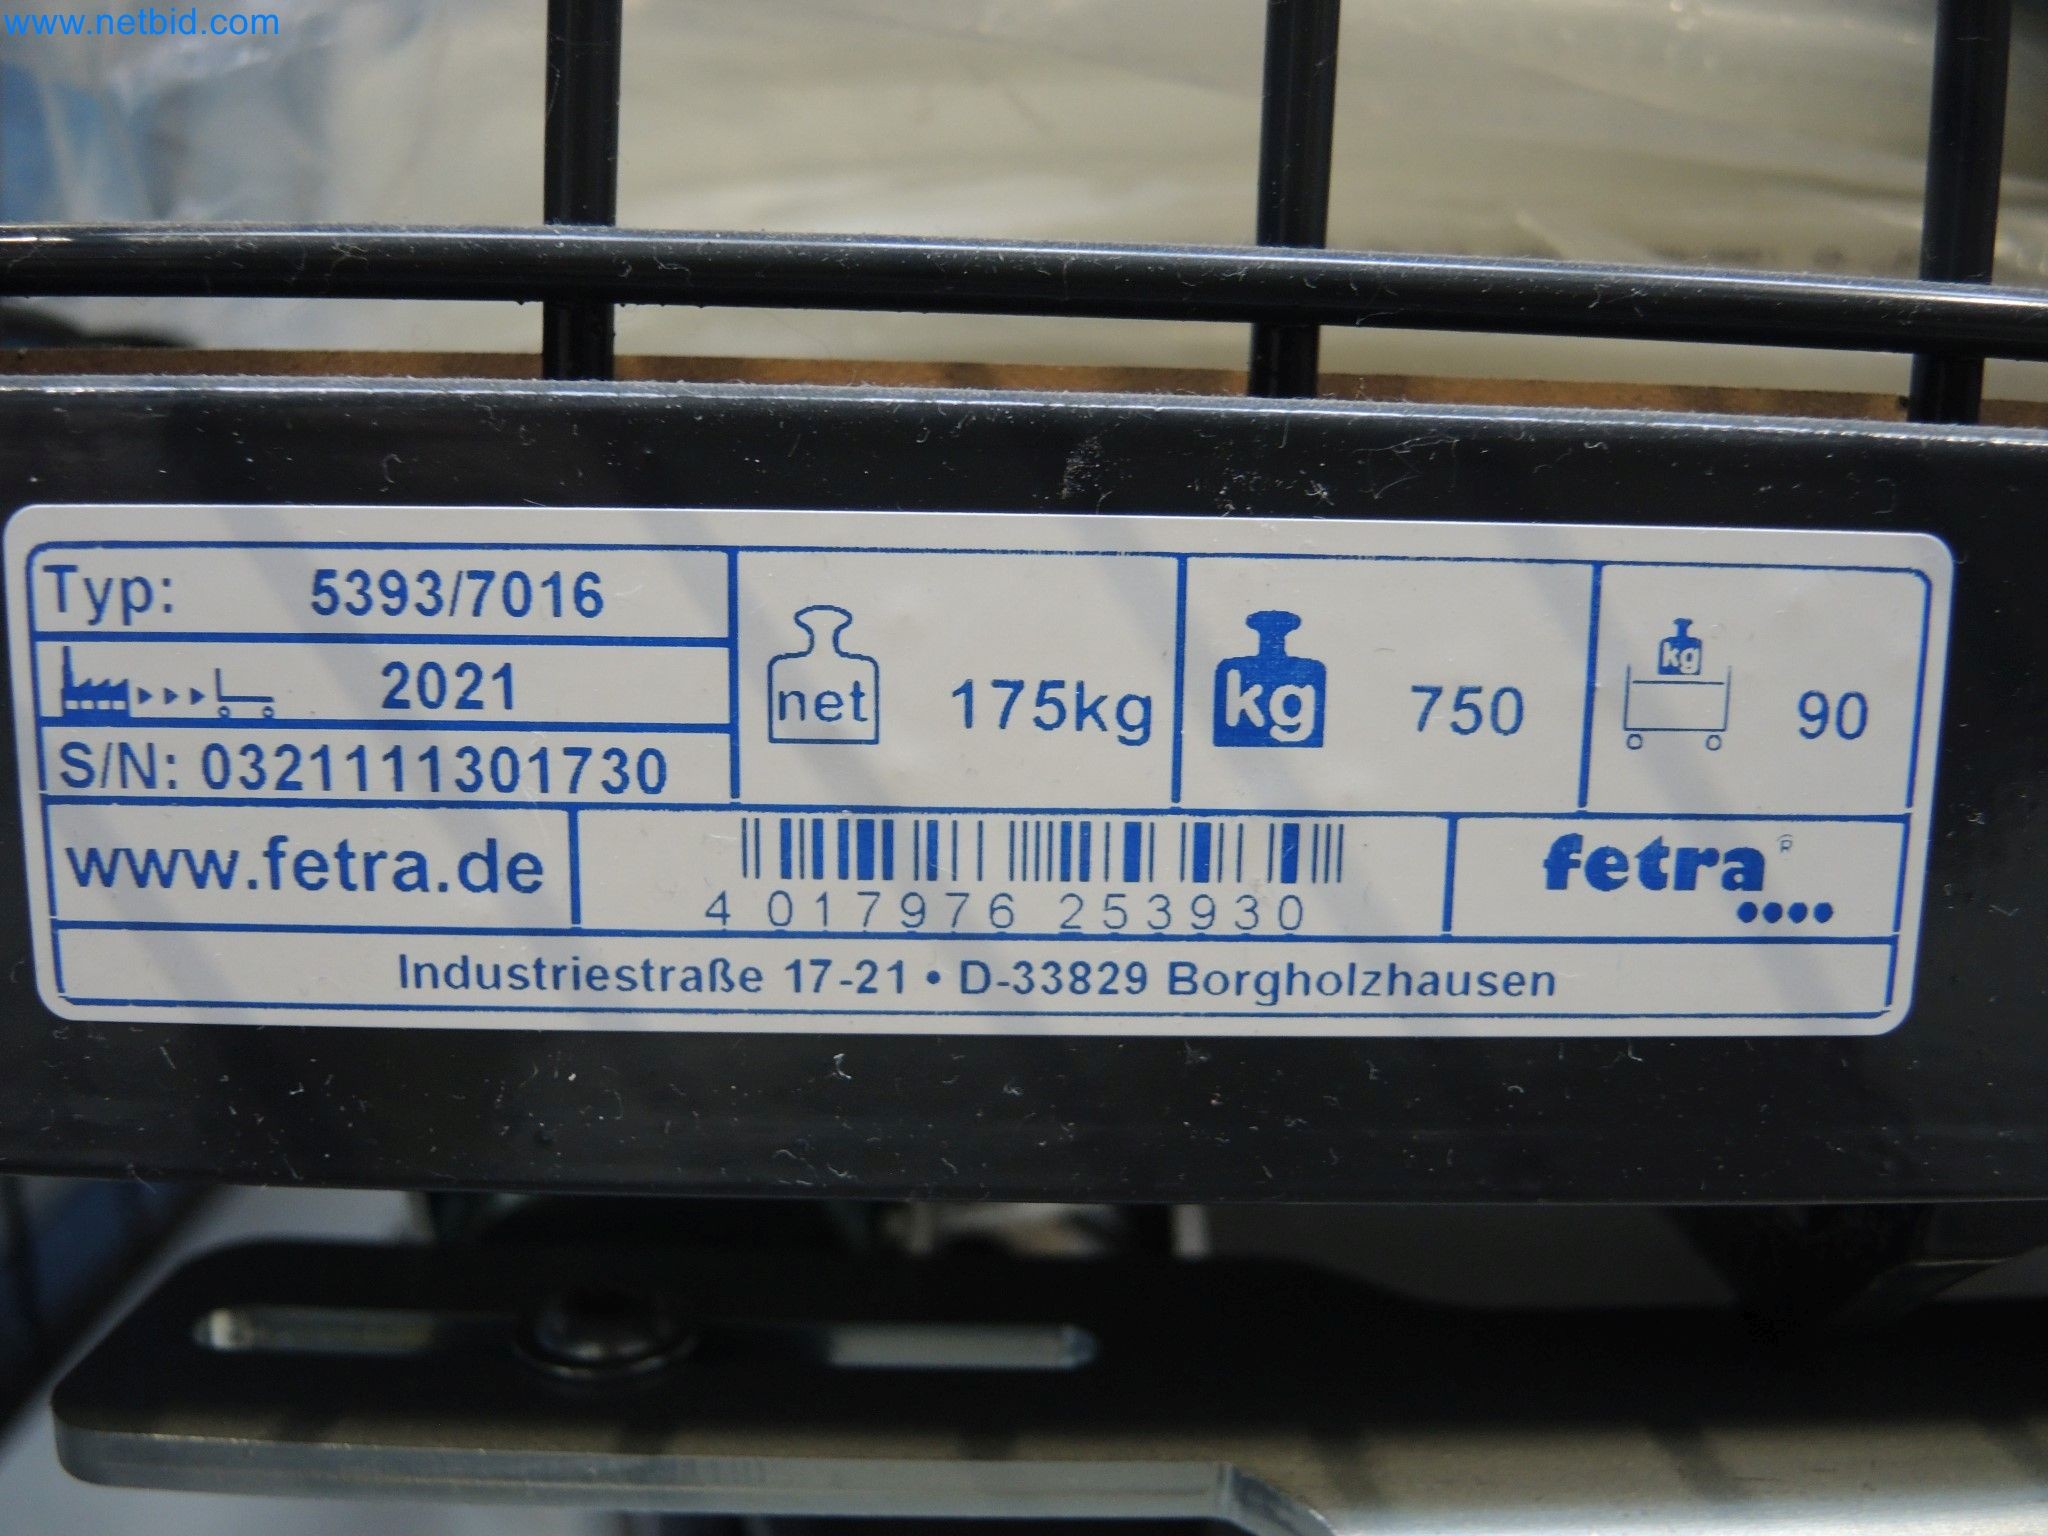 www.netbid.com
Typ: 5393/7016
2021
S/N: 0321111301730
net 175kg
kg 750
kg 90
www.fetra.de
4 017976 253930
fetra®
Industriestraße 17-21 • D-33829 Borgholzhausen